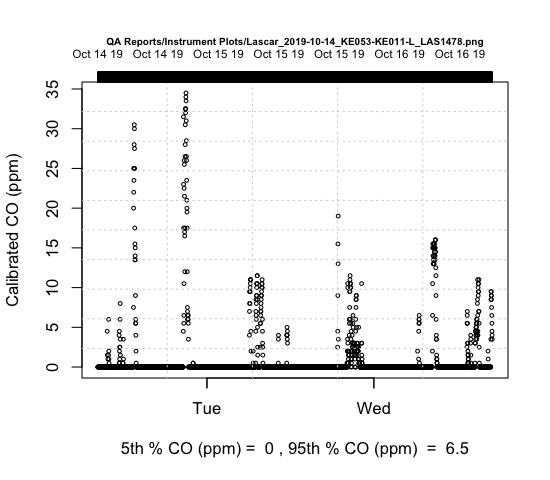 QA Reports/Instrument Plots/Lascar_2019-10-14_KE053-KE011-L_LAS1478.png
Oct 14 19 Oct 14 19 Oct 15 19 Oct 15 19 Oct 15 19 Oct 16 19 Oct 16 19
35
30
25
20
15
10
5
0
Calibrated CO (ppm)
Tue Wed
5th % CO (ppm) = 0 , 95th % CO (ppm) = 6.5